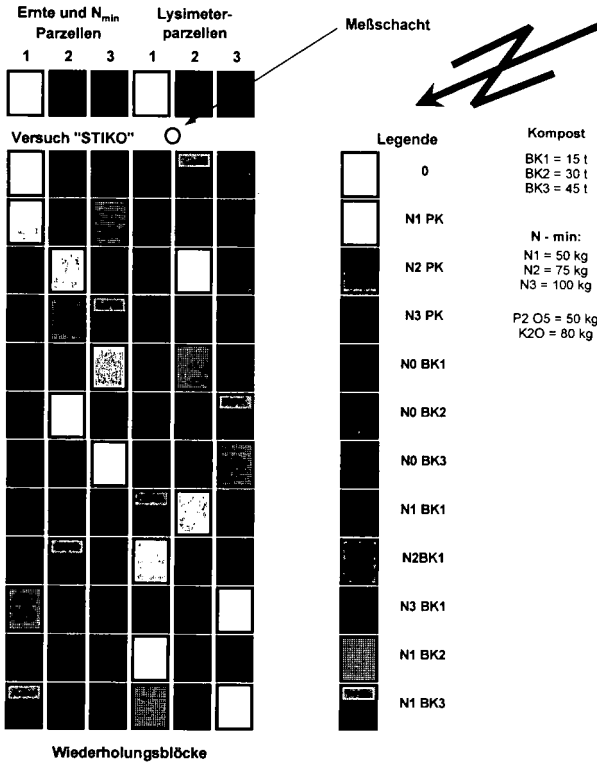 Ernte und Nmin
Parzellen
Lysimeter-
parzellen
1 2 3 1 2 3
Meßschacht
Versuch "STIKO"
Legende
0
N1 PK
N2 PK
N3 PK
N0 BK1
N0 BK2
N0 BK3
N1 BK1
N2BK1
N3 BK1
N1 BK2
N1 BK3
Kompost
BK1 = 15 t
BK2 = 30 t
BK3 = 45 t
N - min:
N1 = 50 kg
N2 = 75 kg
N3 = 100 kg
P2 O5 = 50 kg
K2O = 80 kg
Wiederholungsblöcke